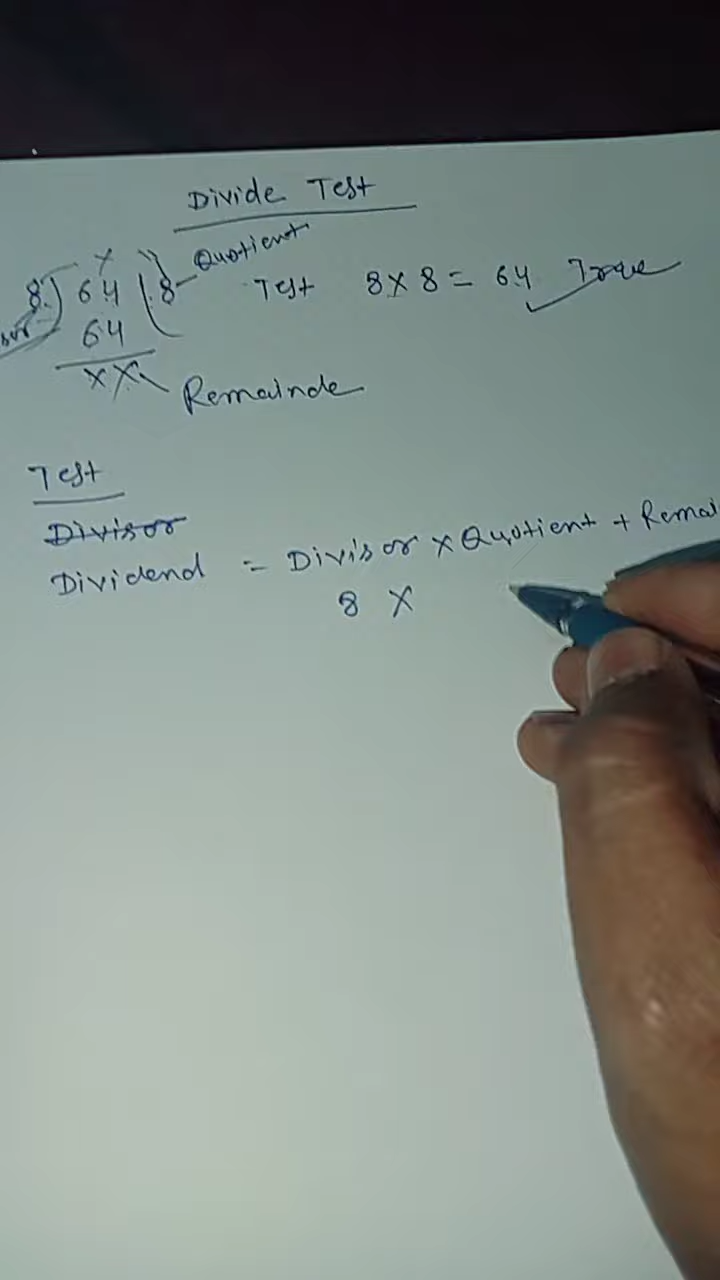 Divide Test
Quotient
8) 64 (8 Test 8 x 8 = 64 True
64
xx Remainde
Test
Divisor
Dividend = Divisor x Quotient + Remai
8 x